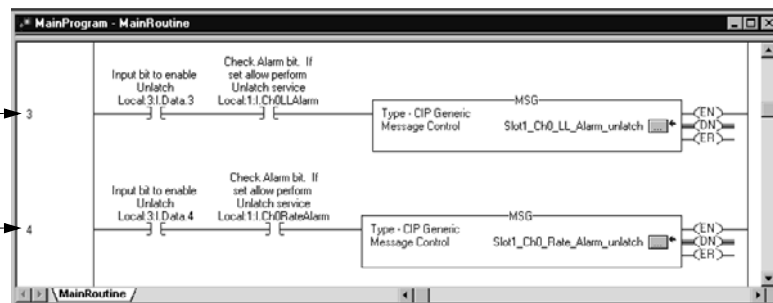 MainProgram - MainRoutine
Input bit to enable
Unlatch
Local:3:I.Data.3
Check Alarm bit. If
set allow perform
Unlatch service
Local:1:I.Ch0LLAlarm
3
MSG
Type - CIP Generic
Message Control
Slot1_Ch0_LL_Alarm_unlatch
...
EN
DN
ER
Input bit to enable
Unlatch
Local:3:I.Data.4
Check Alarm bit. If
set allow perform
Unlatch service
Local:1:I.Ch0RateAlarm
4
MSG
Type - CIP Generic
Message Control
Slot1_Ch0_Rate_Alarm_unlatch
...
EN
DN
ER
MainRoutine